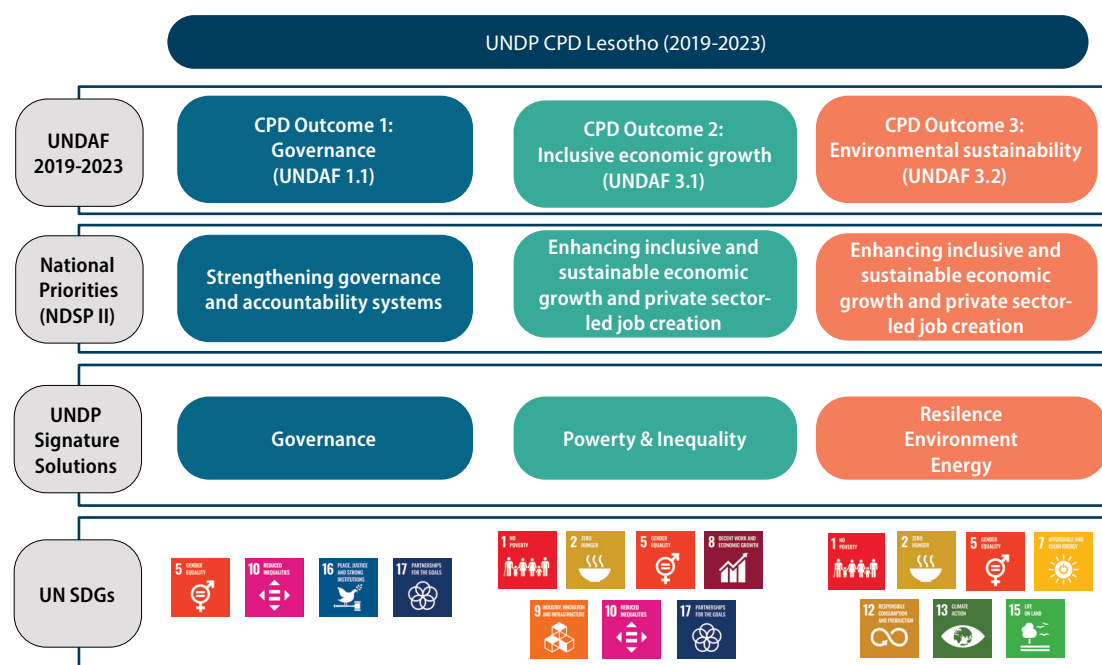 UNDP CPD Lesotho (2019-2023)
UNDAF
2019-2023
CPD Outcome 1:
Governance
(UNDAF 1.1)
CPD Outcome 2:
Inclusive economic growth
(UNDAF 3.1)
CPD Outcome 3:
Environmental sustainability
(UNDAF 3.2)
National
Priorities
(NDSP II)
Strengthening governance
and accountability systems
Enhancing inclusive and
sustainable economic
growth and private sector-
led job creation
Enhancing inclusive and
sustainable economic
growth and private sector-
led job creation
UNDP
Signature
Solutions
Governance
Powerty & Inequality
Resilence
Environment
Energy
UN SDGs
5 GENDER
EQUALITY
10 REDUCED
INEQUALITIES
16 PEACE, JUSTICE
AND STRONG
INSTITUTIONS
17 PARTNERSHIPS
FOR THE GOALS
1 NO
POVERTY
2 ZERO
HUNGER
5 GENDER
EQUALITY
8 DECENT WORK AND
ECONOMIC GROWTH
9 INDUSTRY, INNOVATION
AND INFRASTRUCTURE
10 REDUCED
INEQUALITIES
17 PARTNERSHIPS
FOR THE GOALS
1 NO
POVERTY
2 ZERO
HUNGER
5 GENDER
EQUALITY
7 AFFORDABLE AND
CLEAN ENERGY
12 RESPONSIBLE
CONSUMPTION
AND PRODUCTION
13 CLIMATE
ACTION
15 LIFE
ON LAND